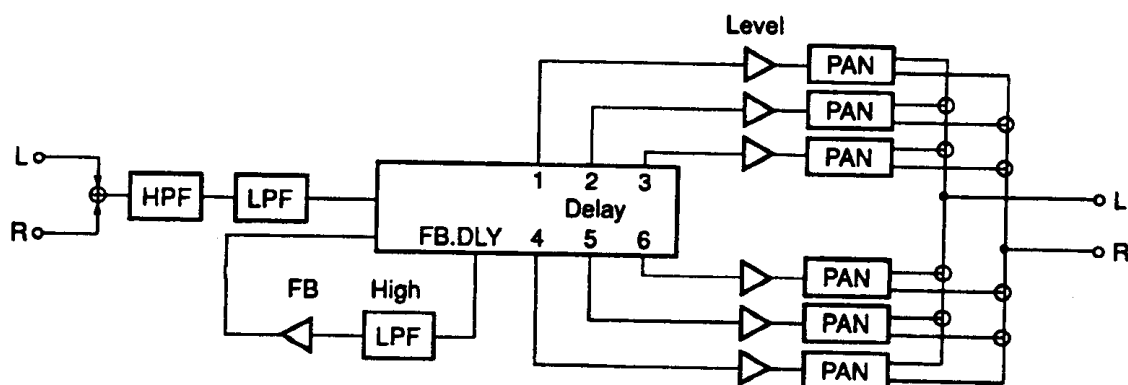 Level
PAN
PAN
PAN
L
R
HPF
LPF
1 2 3
Delay
FB.DLY 4 5 6
L
R
FB
High
LPF
PAN
PAN
PAN